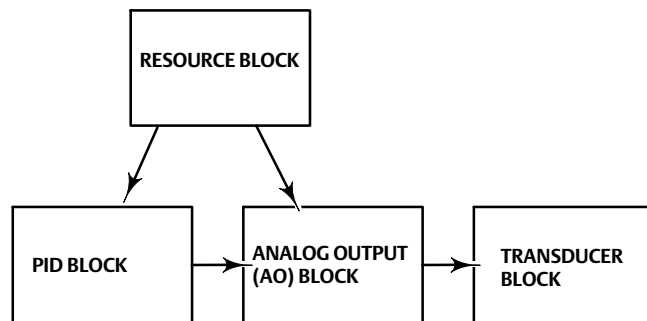 RESOURCE BLOCK
PID BLOCK
ANALOG OUTPUT
(AO) BLOCK
TRANSDUCER
BLOCK